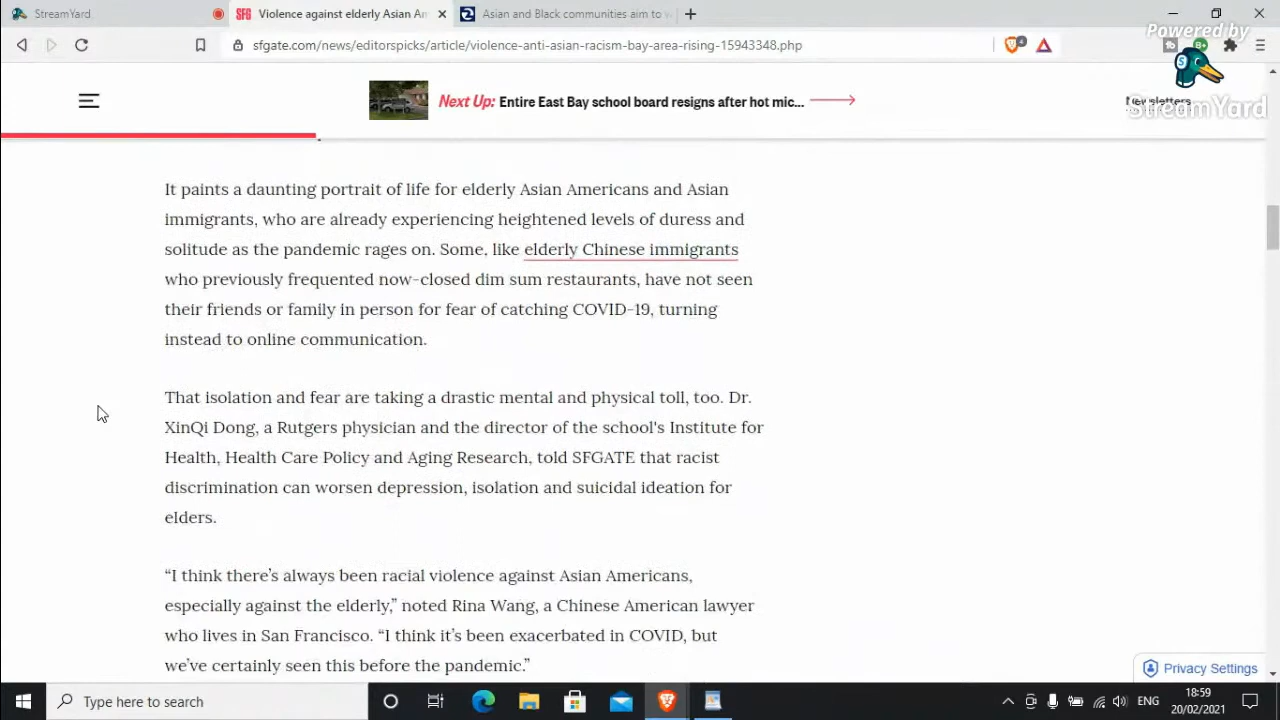 StreamYard
SFG Violence against elderly Asian Am
Asian and Black communities aim to
sfgate.com/news/editorspicks/article/violence-anti-asian-racism-bay-area-rising-15943348.php
Powered by
StreamYard
Next Up: Entire East Bay school board resigns after hot mic...
Newsletters
It paints a daunting portrait of life for elderly Asian Americans and Asian
immigrants, who are already experiencing heightened levels of duress and
solitude as the pandemic rages on. Some, like elderly Chinese immigrants
who previously frequented now-closed dim sum restaurants, have not seen
their friends or family in person for fear of catching COVID-19, turning
instead to online communication.
That isolation and fear are taking a drastic mental and physical toll, too. Dr.
XinQi Dong, a Rutgers physician and the director of the school's Institute for
Health, Health Care Policy and Aging Research, told SFGATE that racist
discrimination can worsen depression, isolation and suicidal ideation for
elders.
“I think there’s always been racial violence against Asian Americans,
especially against the elderly,” noted Rina Wang, a Chinese American lawyer
who lives in San Francisco. “I think it’s been exacerbated in COVID, but
we’ve certainly seen this before the pandemic.”
Privacy Settings
Type here to search
ENG
18:59
20/02/2021